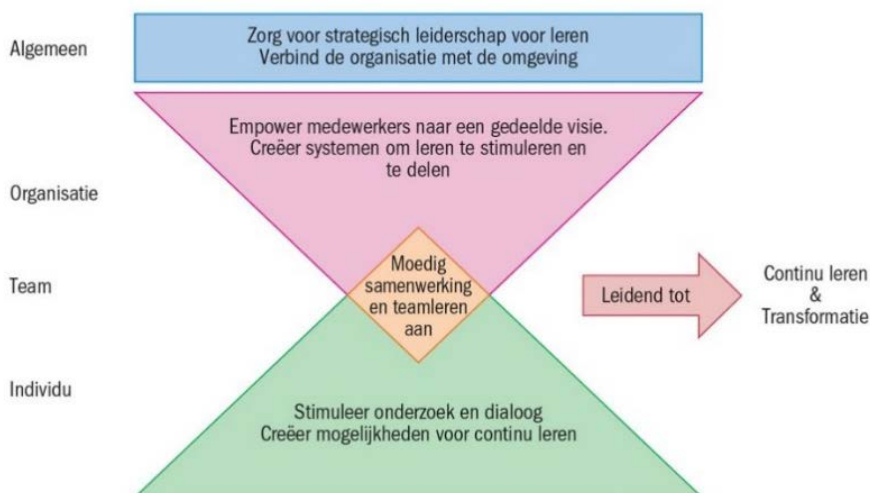 Algemeen
Zorg voor strategisch leiderschap voor leren
Verbind de organisatie met de omgeving
Empower medewerkers naar een gedeelde visie.
Creëer systemen om leren te stimuleren en
te delen
Organisatie
Team
Moedig
samenwerking
en teamleren
aan
Leidend tot
Continu leren
&
Transformatie
Individu
Stimuleer onderzoek en dialoog
Creëer mogelijkheden voor continu leren